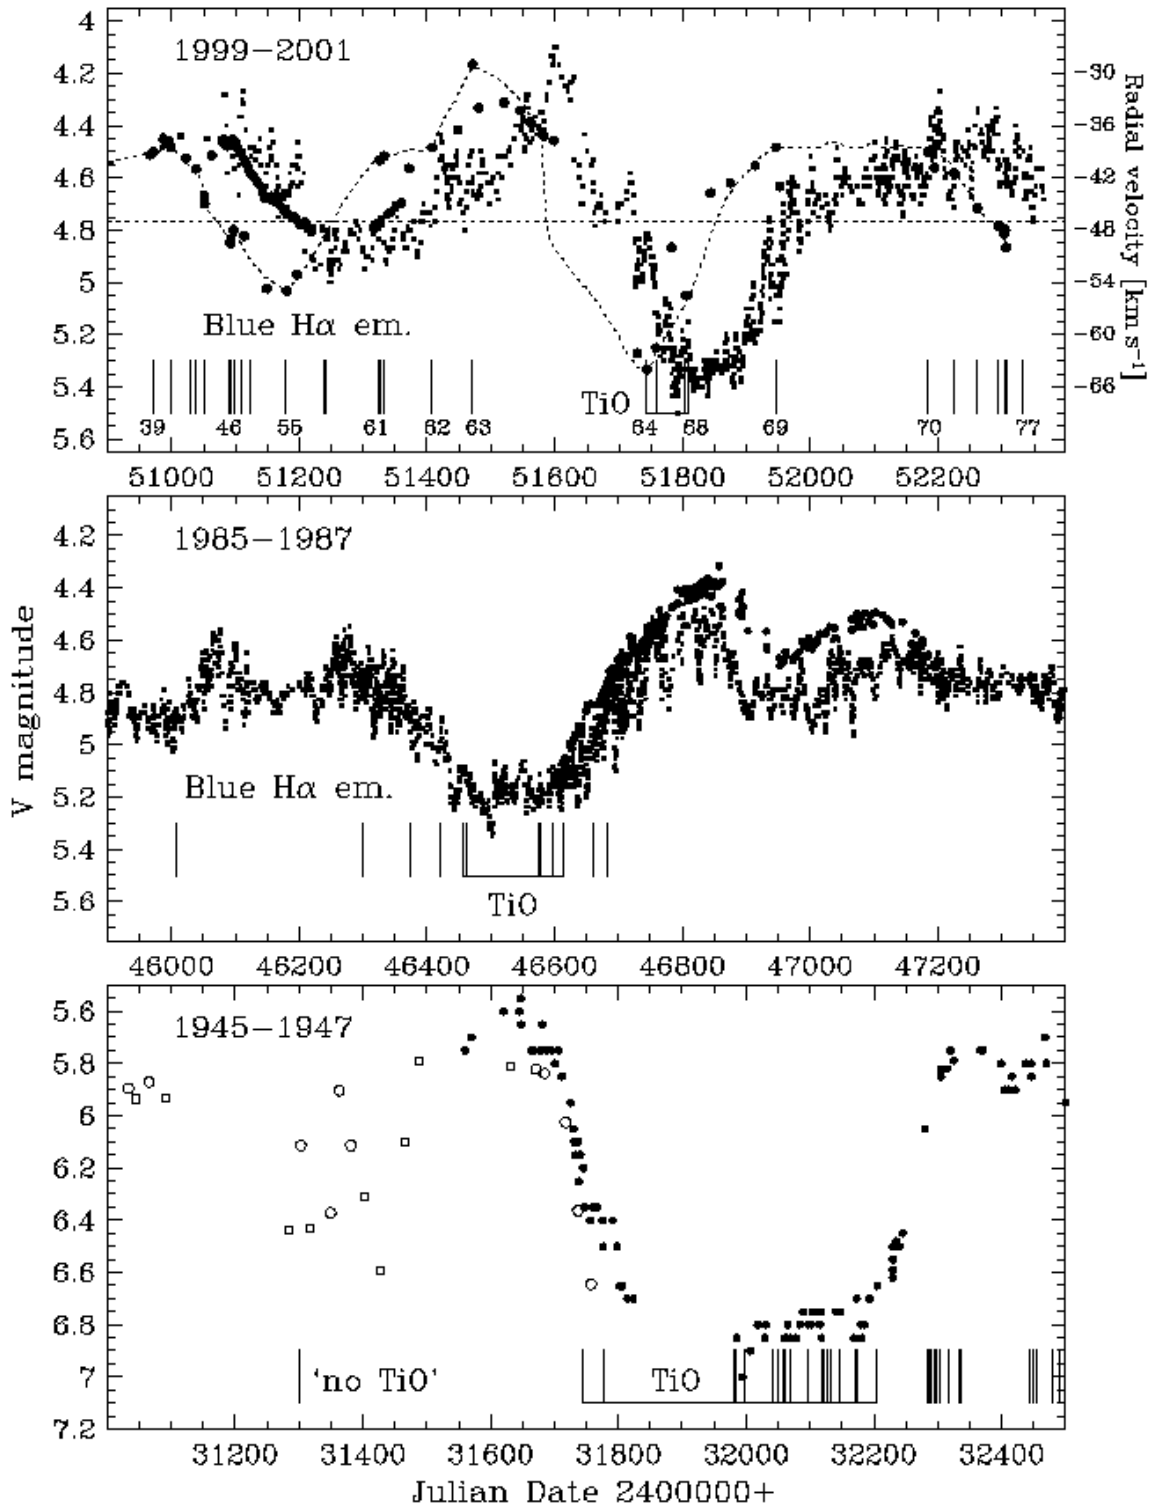 4
4.2
4.4
4.6
4.8
5
5.2
5.4
5.6
1999-2001
-30
-36
-42
-48
-54
-60
-66
Radial velocity [km s-1]
Blue Hα em.
TiO
39 46 55 61 62 63 64 68 69 70 77
51000 51200 51400 51600 51800 52000 52200
V magnitude
4.2
4.4
4.6
4.8
5
5.2
5.4
5.6
1985-1987
Blue Hα em.
TiO
46000 46200 46400 46600 46800 47000 47200
5.6
5.8
6
6.2
6.4
6.6
6.8
7
7.2
1945-1947
'no TiO'
TiO
31200 31400 31600 31800 32000 32200 32400
Julian Date 2400000+